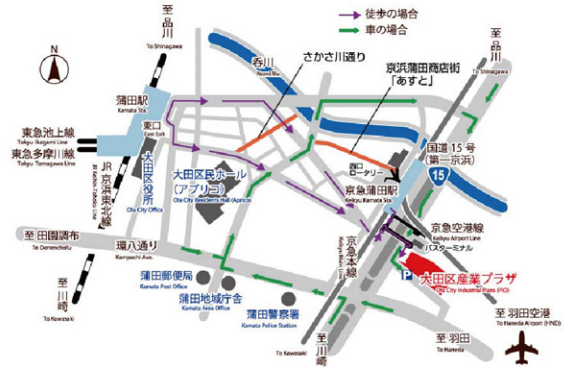 徒歩の場合
車の場合
至 品川
To Shinagawa
N
呑川
Nomi Riv.
さかさ川通り
京浜蒲田商店街
「あすと」
至 品川
To Shinagawa
蒲田駅
Kamata Sta.
東口
East Exit
東急池上線
Tokyu Ikegami Line
東急多摩川線
Tokyu Tamagawa Line
JR 京浜東北線
JR Keihin-Tohoku Line
大田区役所
Ota City Office
大田区民ホール
(アプリコ)
Ota City Residents Hall (Aprico)
西口
ロータリー
国道 15 号
(第一京浜)
15
京急蒲田駅
Keikyu Kamata Sta.
京急空港線
Keikyu Airport Line
バスターミナル
至 田園調布
To Denenchofu
環八通り
Kampachi Ave.
京急本線
Keikyu Main Line
P
大田区産業プラザ
Ota City Industrial Plaza (PiO)
蒲田郵便局
Kamata Post Office
蒲田地域庁舎
Kamata Area Office
蒲田警察署
Kamata Police Station
至 川崎
To Kawasaki
至 川崎
To Kawasaki
至 羽田
To Haneda
至 羽田空港
To Haneda Airport (HND)